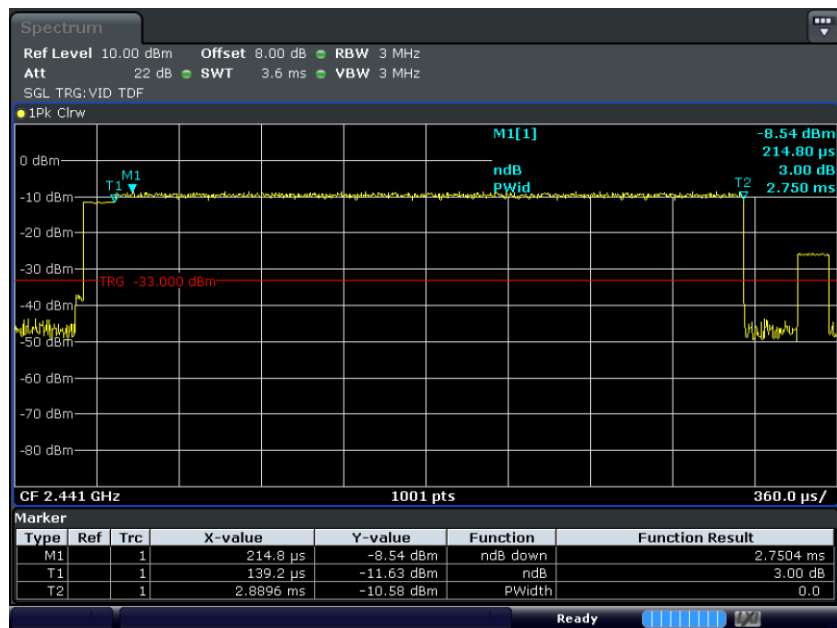 Spectrum
Ref Level 10.00 dBm Offset 8.00 dB RBW 3 MHz
Att 22 dB SWT 3.6 ms VBW 3 MHz
SGL TRG:VID TDF
1Pk Clrw
M1[1] -8.54 dBm
214.80 µs
0 dBm
ndB 3.00 dB
M1
T1
PWid 2.750 ms
T2
-10 dBm
-20 dBm
-30 dBm
TRG -33.000 dBm
-40 dBm
-50 dBm
-60 dBm
-70 dBm
-80 dBm
CF 2.441 GHz 1001 pts 360.0 µs/
Marker
Type Ref Trc X-value Y-value Function Function Result
M1 1 214.8 µs -8.54 dBm ndB down 2.7504 ms
T1 1 139.2 µs -11.63 dBm ndB 3.00 dB
T2 1 2.8896 ms -10.58 dBm PWidth 0.0
Ready